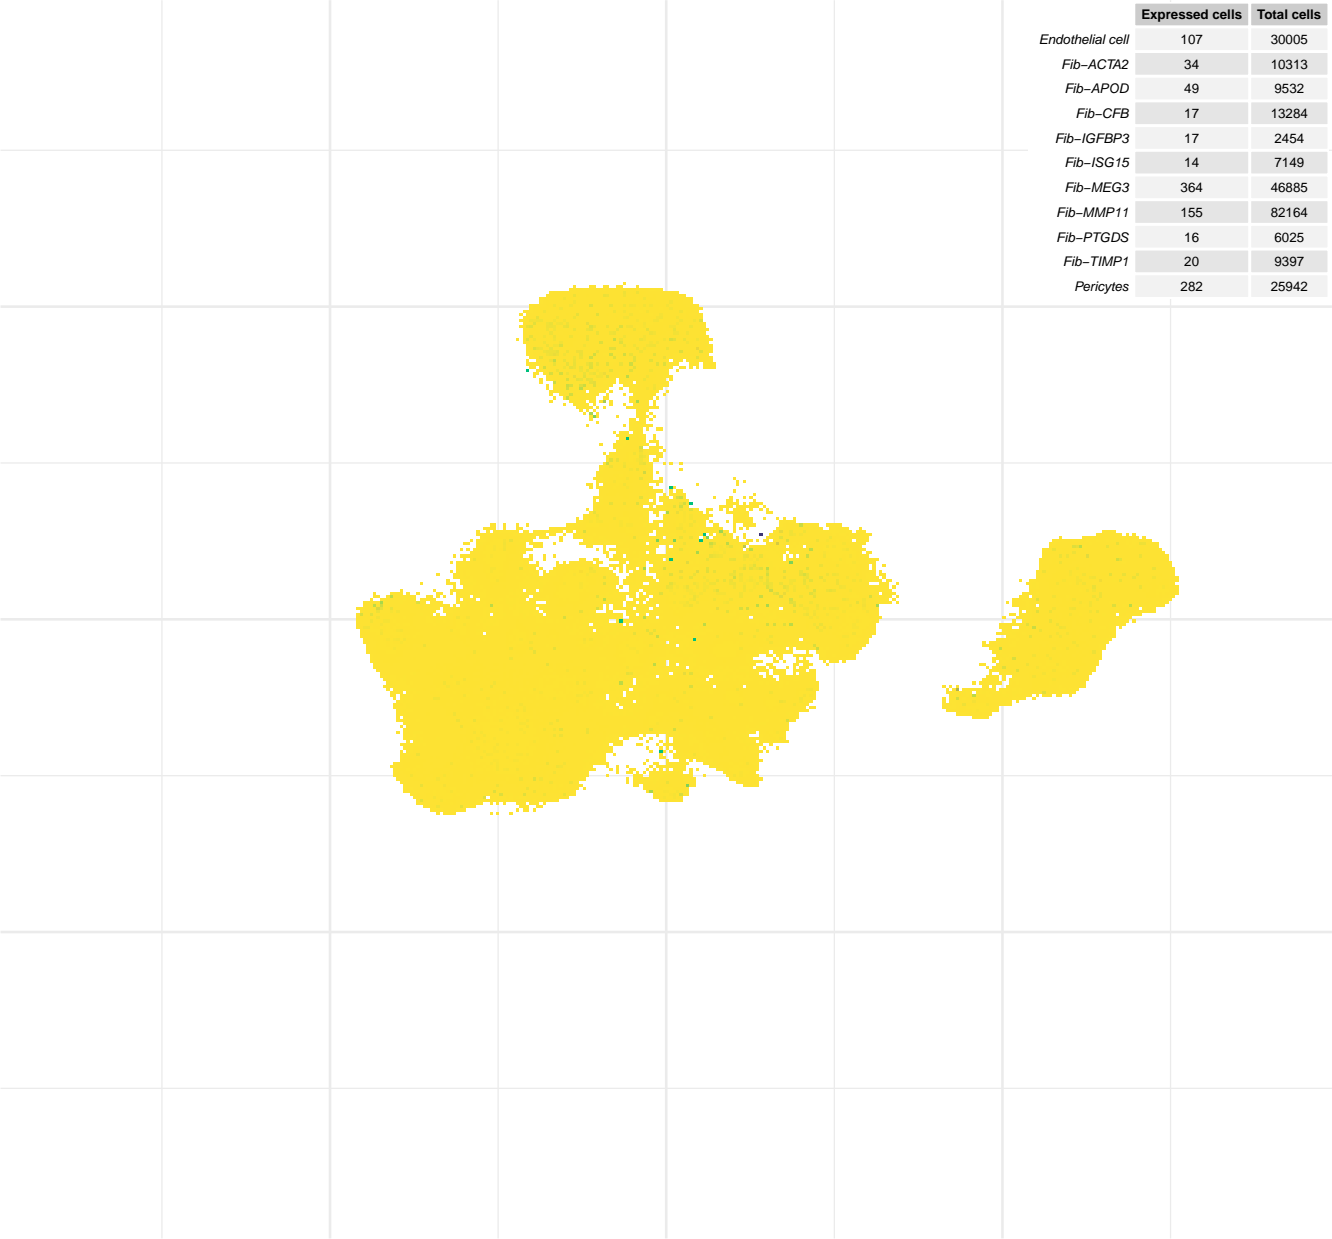 Expressed cells Total cells
Endothelial cell 107 30005
Fib−ACTA2 34 10313
Fib−APOD 49 9532
Fib−CFB 17 13284
Fib−IGFBP3 17 2454
Fib−ISG15 14 7149
Fib−MEG3 364 46885
Fib−MMP11 155 82164
Fib−PTGDS 16 6025
Fib−TIMP1 20 9397
Pericytes 282 25942